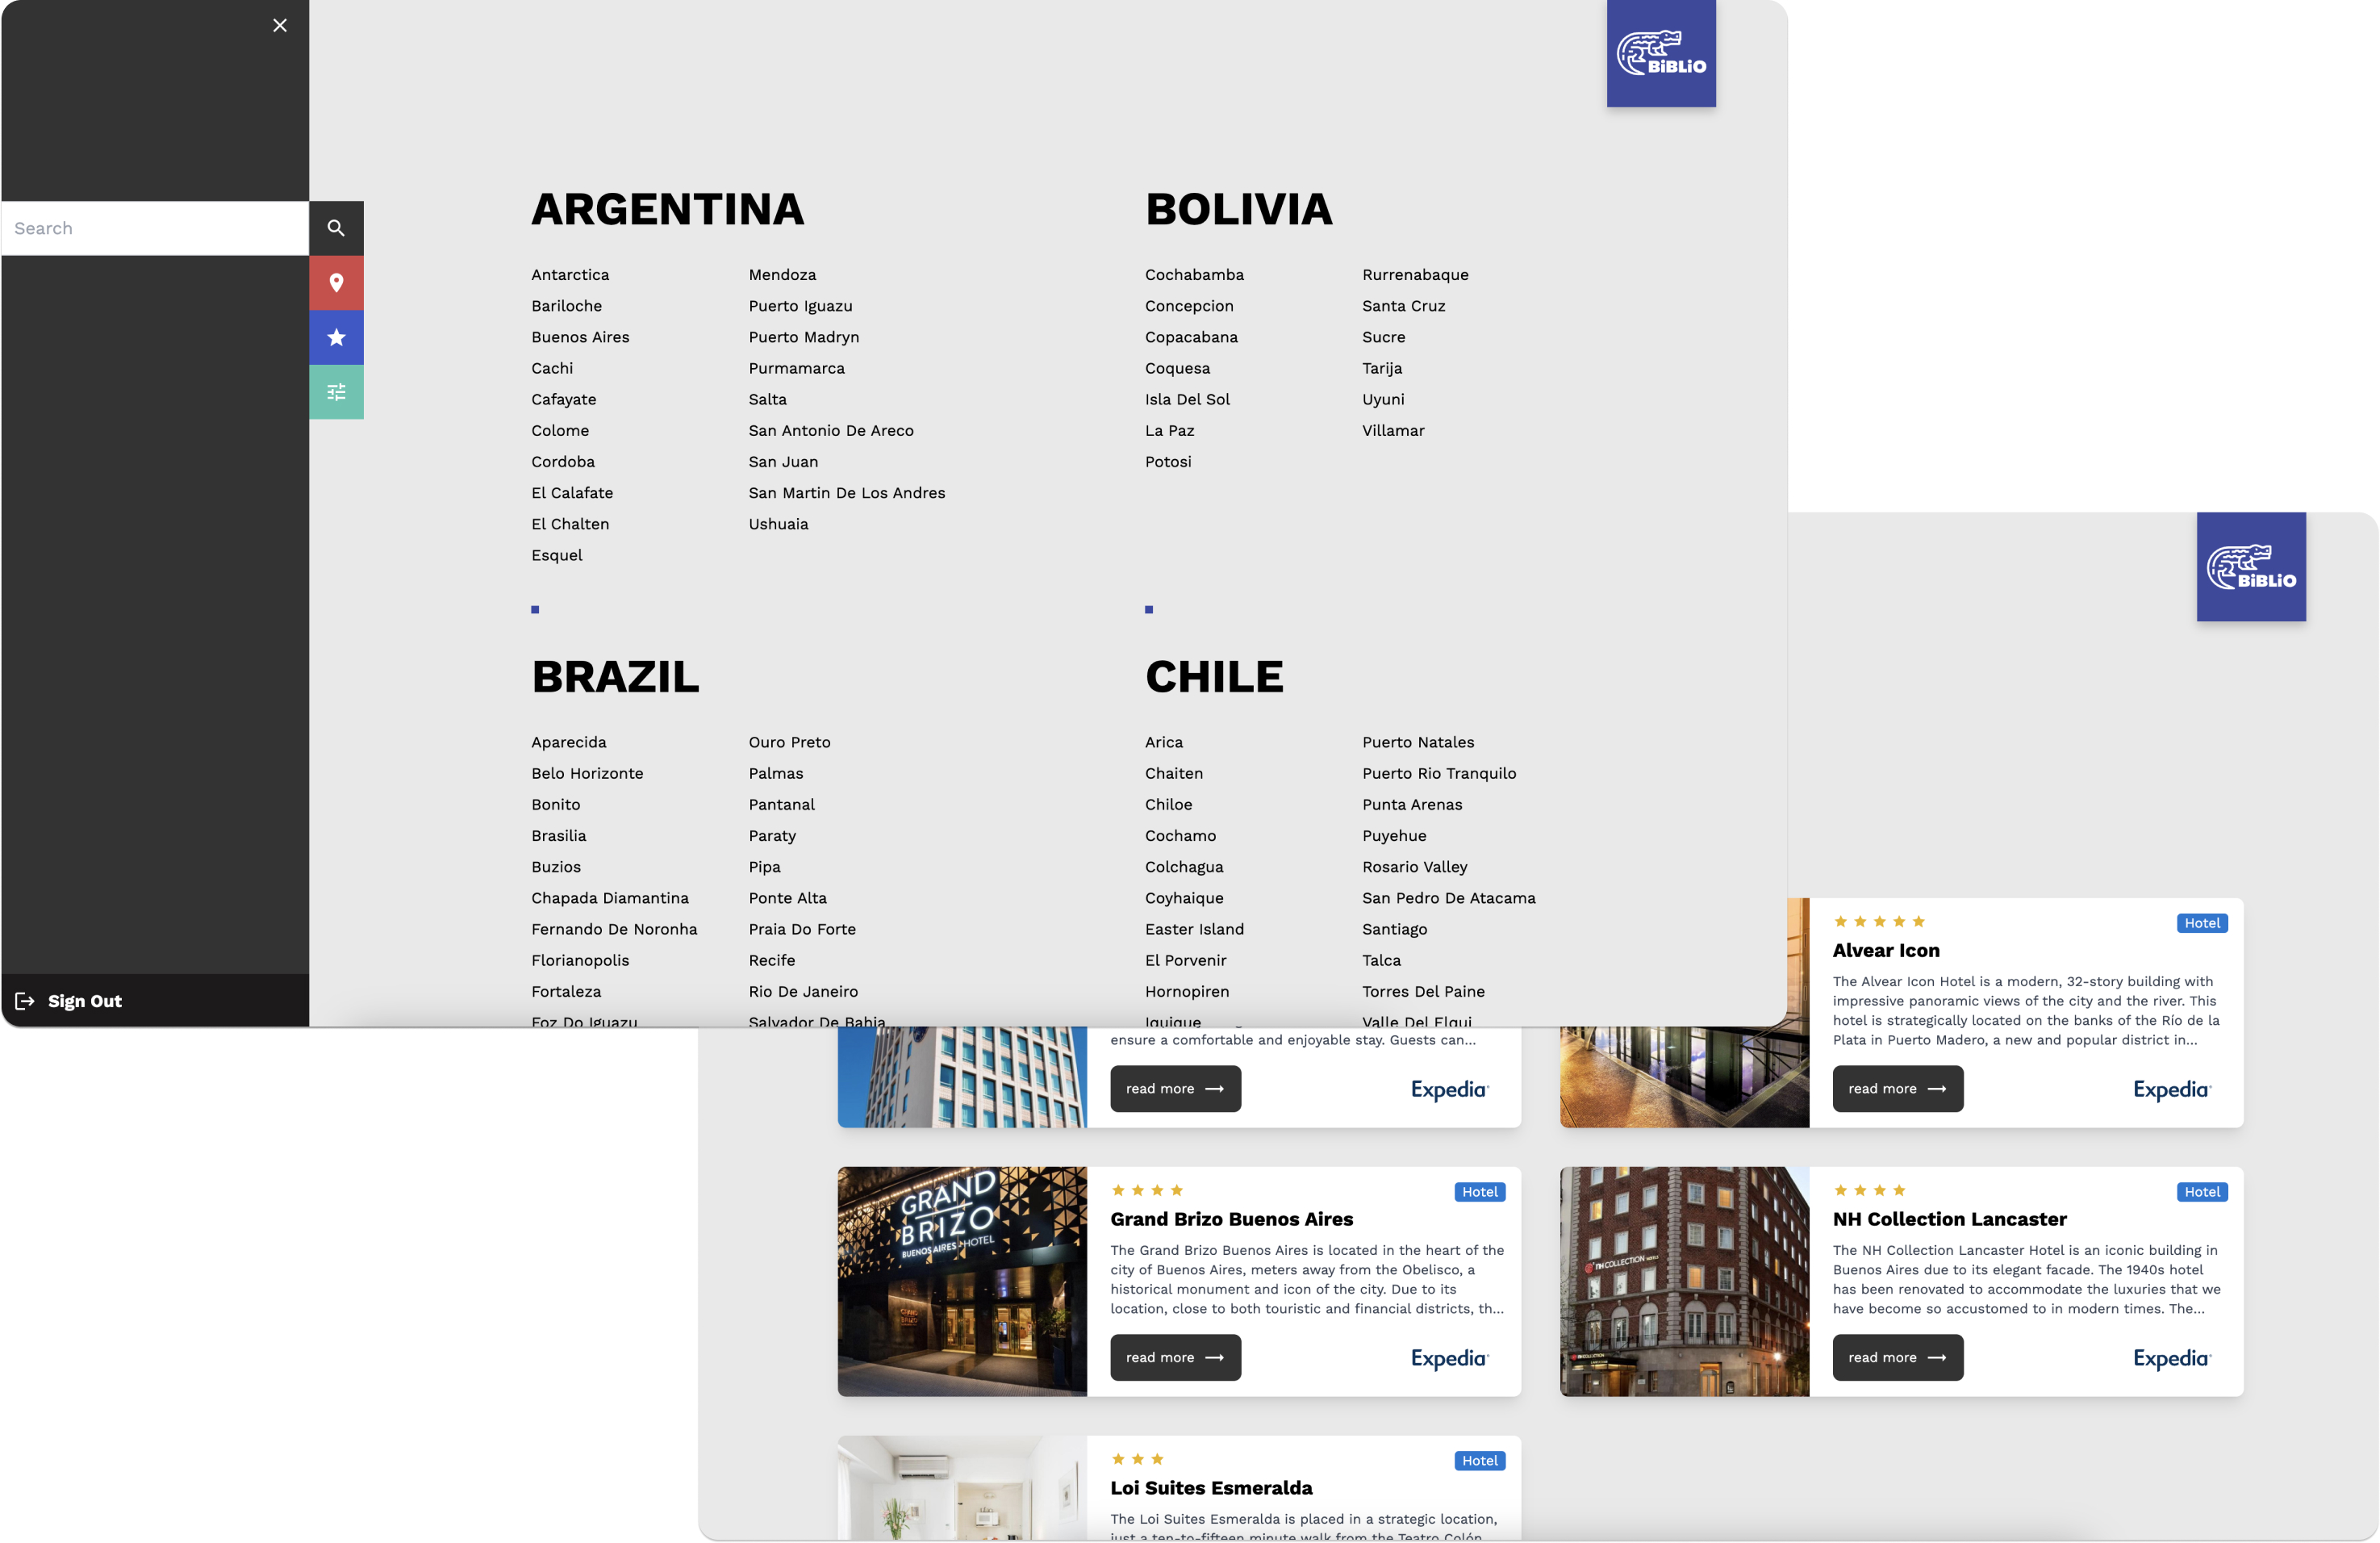 BiBLiO
Search
Sign Out
ARGENTINA
Antarctica
Bariloche
Buenos Aires
Cachi
Cafayate
Colome
Cordoba
El Calafate
El Chalten
Esquel
Mendoza
Puerto Iguazu
Puerto Madryn
Purmamarca
Salta
San Antonio De Areco
San Juan
San Martin De Los Andres
Ushuaia
BOLIVIA
Cochabamba
Concepcion
Copacabana
Coquesa
Isla Del Sol
La Paz
Potosi
Rurrenabaque
Santa Cruz
Sucre
Tarija
Uyuni
Villamar
BRAZIL
Aparecida
Belo Horizonte
Bonito
Brasilia
Buzios
Chapada Diamantina
Fernando De Noronha
Florianopolis
Fortaleza
Foz Do Iguazu
Ouro Preto
Palmas
Pantanal
Paraty
Pipa
Ponte Alta
Praia Do Forte
Recife
Rio De Janeiro
Salvador De Bahia
CHILE
Arica
Chaiten
Chiloe
Cochamo
Colchagua
Coyhaique
Easter Island
El Porvenir
Hornopiren
Iquique
Puerto Natales
Puerto Rio Tranquilo
Punta Arenas
Puyehue
Rosario Valley
San Pedro De Atacama
Santiago
Talca
Torres Del Paine
Valle Del Elqui
BiBLiO
ensure a comfortable and enjoyable stay. Guests can...
read more
Expedia
Hotel
Alvear Icon
The Alvear Icon Hotel is a modern, 32-story building with
impressive panoramic views of the city and the river. This
hotel is strategically located on the banks of the Río de la
Plata in Puerto Madero, a new and popular district in...
read more
Expedia
GRAND
BRIZO
BUENOS AIRES HOTEL
Hotel
Grand Brizo Buenos Aires
The Grand Brizo Buenos Aires is located in the heart of the
city of Buenos Aires, meters away from the Obelisco, a
historical monument and icon of the city. Due to its
location, close to both touristic and financial districts, th...
read more
Expedia
NH COLLECTION
Hotel
NH Collection Lancaster
The NH Collection Lancaster Hotel is an iconic building in
Buenos Aires due to its elegant facade. The 1940s hotel
has been renovated to accommodate the luxuries that we
have become so accustomed to in modern times. The...
read more
Expedia
Hotel
Loi Suites Esmeralda
The Loi Suites Esmeralda is placed in a strategic location,
just a ten-to-fifteen minute walk from the Teatro Colón